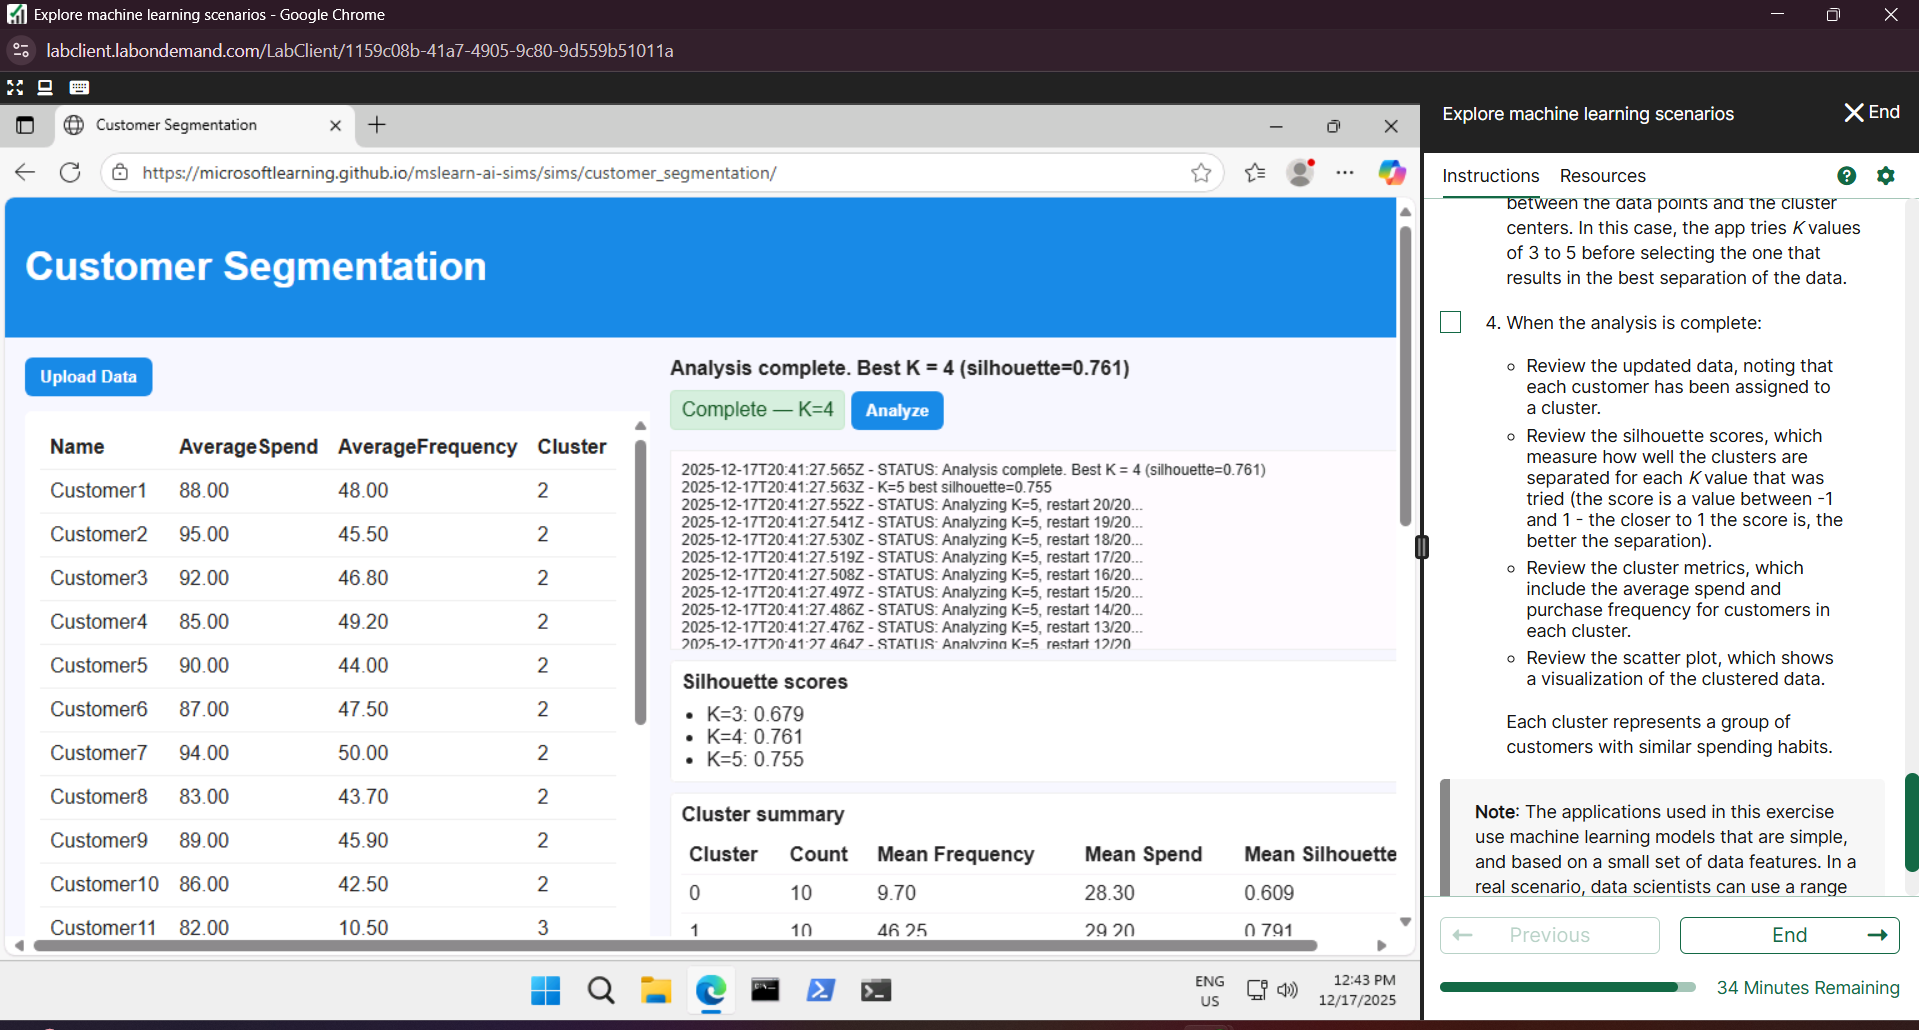 Explore machine learning scenarios - Google Chrome
labclient.labondemand.com/LabClient/1159c08b-41a7-4905-9c80-9d559b51011a
Customer Segmentation
https://microsoftlearning.github.io/mslearn-ai-sims/sims/customer_segmentation/
Customer Segmentation
Upload Data
Name AverageSpend AverageFrequency Cluster
Customer1 88.00 48.00 2
Customer2 95.00 45.50 2
Customer3 92.00 46.80 2
Customer4 85.00 49.20 2
Customer5 90.00 44.00 2
Customer6 87.00 47.50 2
Customer7 94.00 50.00 2
Customer8 83.00 43.70 2
Customer9 89.00 45.90 2
Customer10 86.00 42.50 2
Customer11 82.00 10.50 3
Analysis complete. Best K = 4 (silhouette=0.761)
Complete — K=4 Analyze
2025-12-17T20:41:27.565Z - STATUS: Analysis complete. Best K = 4 (silhouette=0.761)
2025-12-17T20:41:27.563Z - K=5 best silhouette=0.755
2025-12-17T20:41:27.552Z - STATUS: Analyzing K=5, restart 20/20...
2025-12-17T20:41:27.541Z - STATUS: Analyzing K=5, restart 19/20...
2025-12-17T20:41:27.530Z - STATUS: Analyzing K=5, restart 18/20...
2025-12-17T20:41:27.519Z - STATUS: Analyzing K=5, restart 17/20...
2025-12-17T20:41:27.508Z - STATUS: Analyzing K=5, restart 16/20...
2025-12-17T20:41:27.497Z - STATUS: Analyzing K=5, restart 15/20...
2025-12-17T20:41:27.486Z - STATUS: Analyzing K=5, restart 14/20...
2025-12-17T20:41:27.476Z - STATUS: Analyzing K=5, restart 13/20...
2025-12-17T20:41:27.464Z - STATUS: Analyzing K=5, restart 12/20
Silhouette scores
• K=3: 0.679
• K=4: 0.761
• K=5: 0.755
Cluster summary
Cluster Count Mean Frequency Mean Spend Mean Silhouette
0 10 9.70 28.30 0.609
1 10 46.25 29.20 0.791
ENG
US
12:43 PM
12/17/2025
Explore machine learning scenarios
End
Instructions Resources
between the data points and the cluster
centers. In this case, the app tries K values
of 3 to 5 before selecting the one that
results in the best separation of the data.
4. When the analysis is complete:
Review the updated data, noting that
each customer has been assigned to
a cluster.
Review the silhouette scores, which
measure how well the clusters are
separated for each K value that was
tried (the score is a value between -1
and 1 - the closer to 1 the score is, the
better the separation).
Review the cluster metrics, which
include the average spend and
purchase frequency for customers in
each cluster.
Review the scatter plot, which shows
a visualization of the clustered data.
Each cluster represents a group of
customers with similar spending habits.
Note: The applications used in this exercise
use machine learning models that are simple,
and based on a small set of data features. In a
real scenario, data scientists can use a range
Previous
End
34 Minutes Remaining